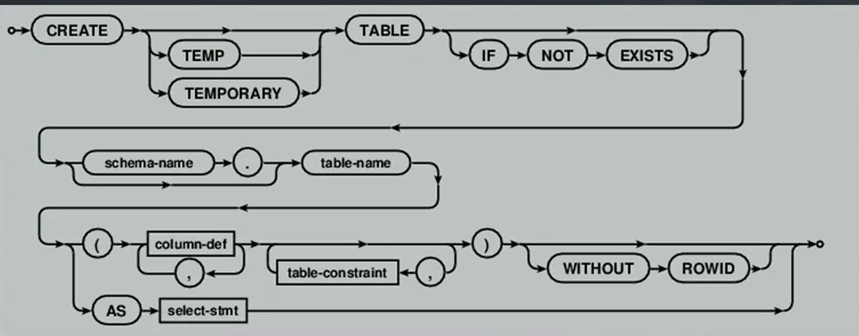 CREATE TABLE
TEMP IF NOT EXISTS
TEMPORARY
schema-name . table-name
( column-def )
, table-constraint , WITHOUT ROWID
AS select-stmt